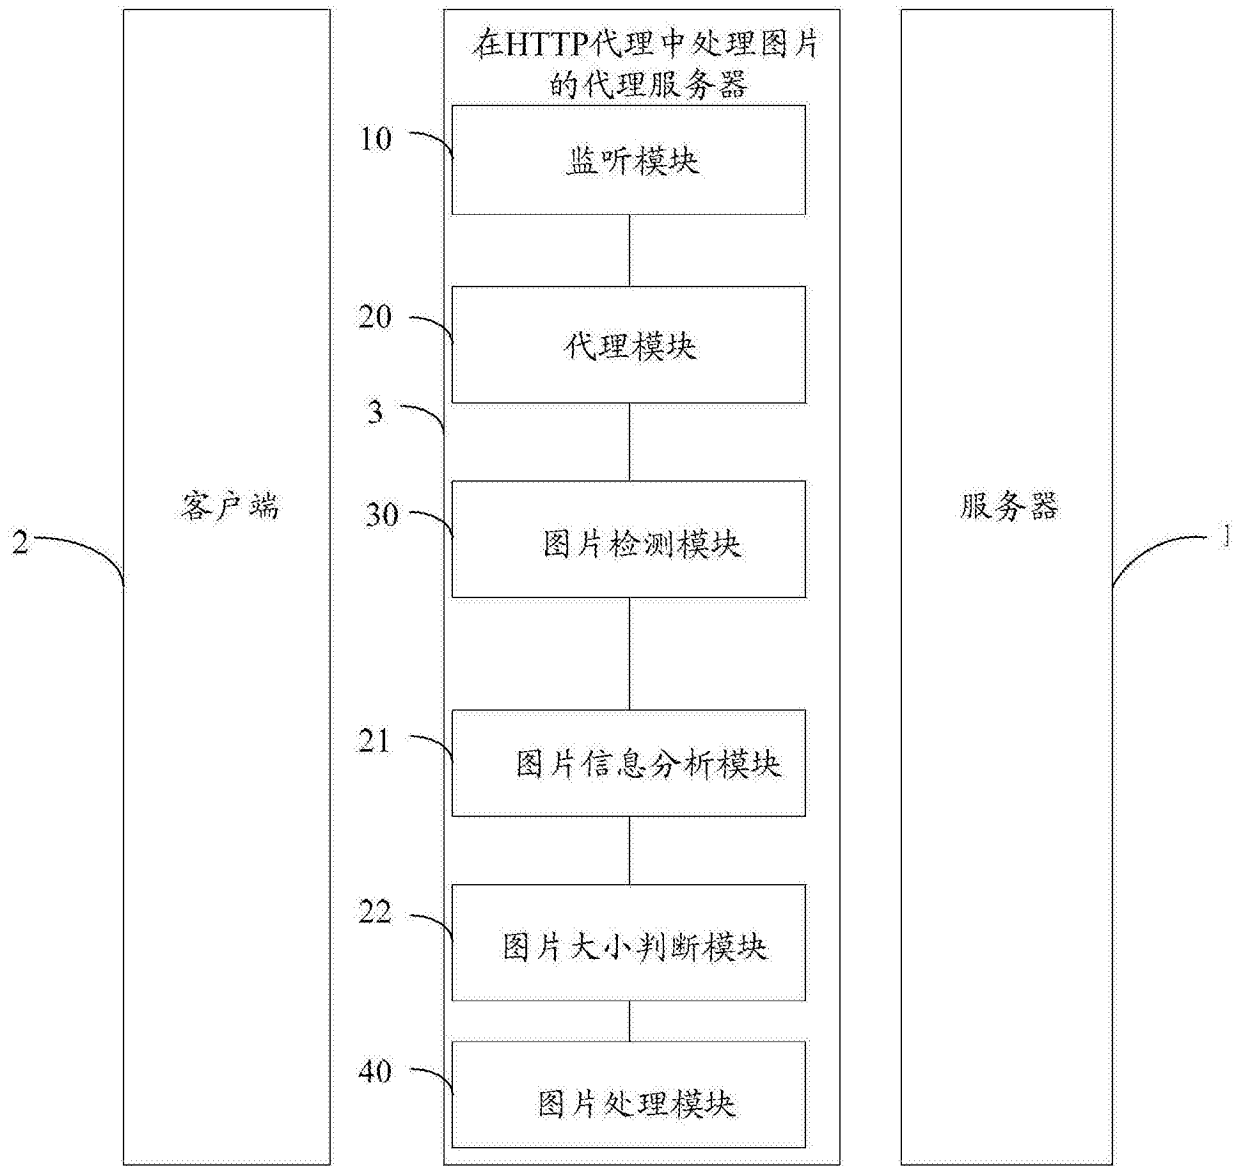 在HTTP代理中处理图片
的代理服务器
10
监听模块
20
代理模块
3
客户端
服务器
30
图片检测模块
2
1
21
图片信息分析模块
22
图片大小判断模块
40
图片处理模块